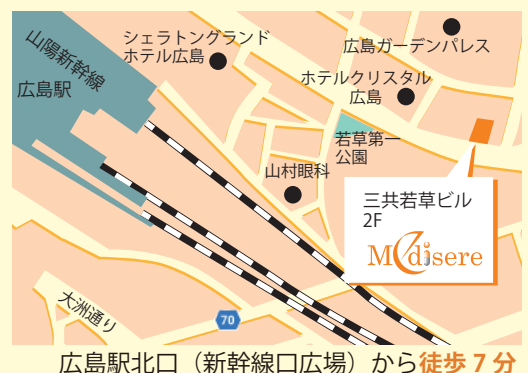 シェラトングランド
ホテル広島
広島ガーデンパレス
山陽新幹線
広島駅
ホテルクリスタル
広島
若草第一
公園
山村眼科
三共若草ビル
2F
Medisere
大洲通り
70
広島駅北口（新幹線口広場）から徒歩7分